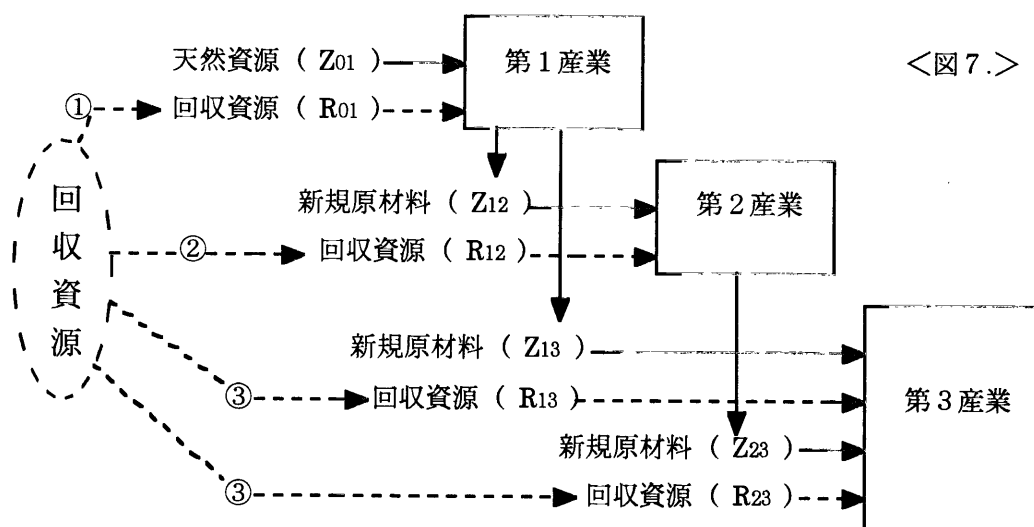 天然資源（ Z01 ） 第１産業 ＜図７.＞
① 回収資源（ R01 ）
回収資源
新規原材料（ Z12 ） 第２産業
② 回収資源（ R12 ）
新規原材料（ Z13 ）
③ 回収資源（ R13 ） 第３産業
新規原材料（ Z23 ）
③ 回収資源（ R23 ）